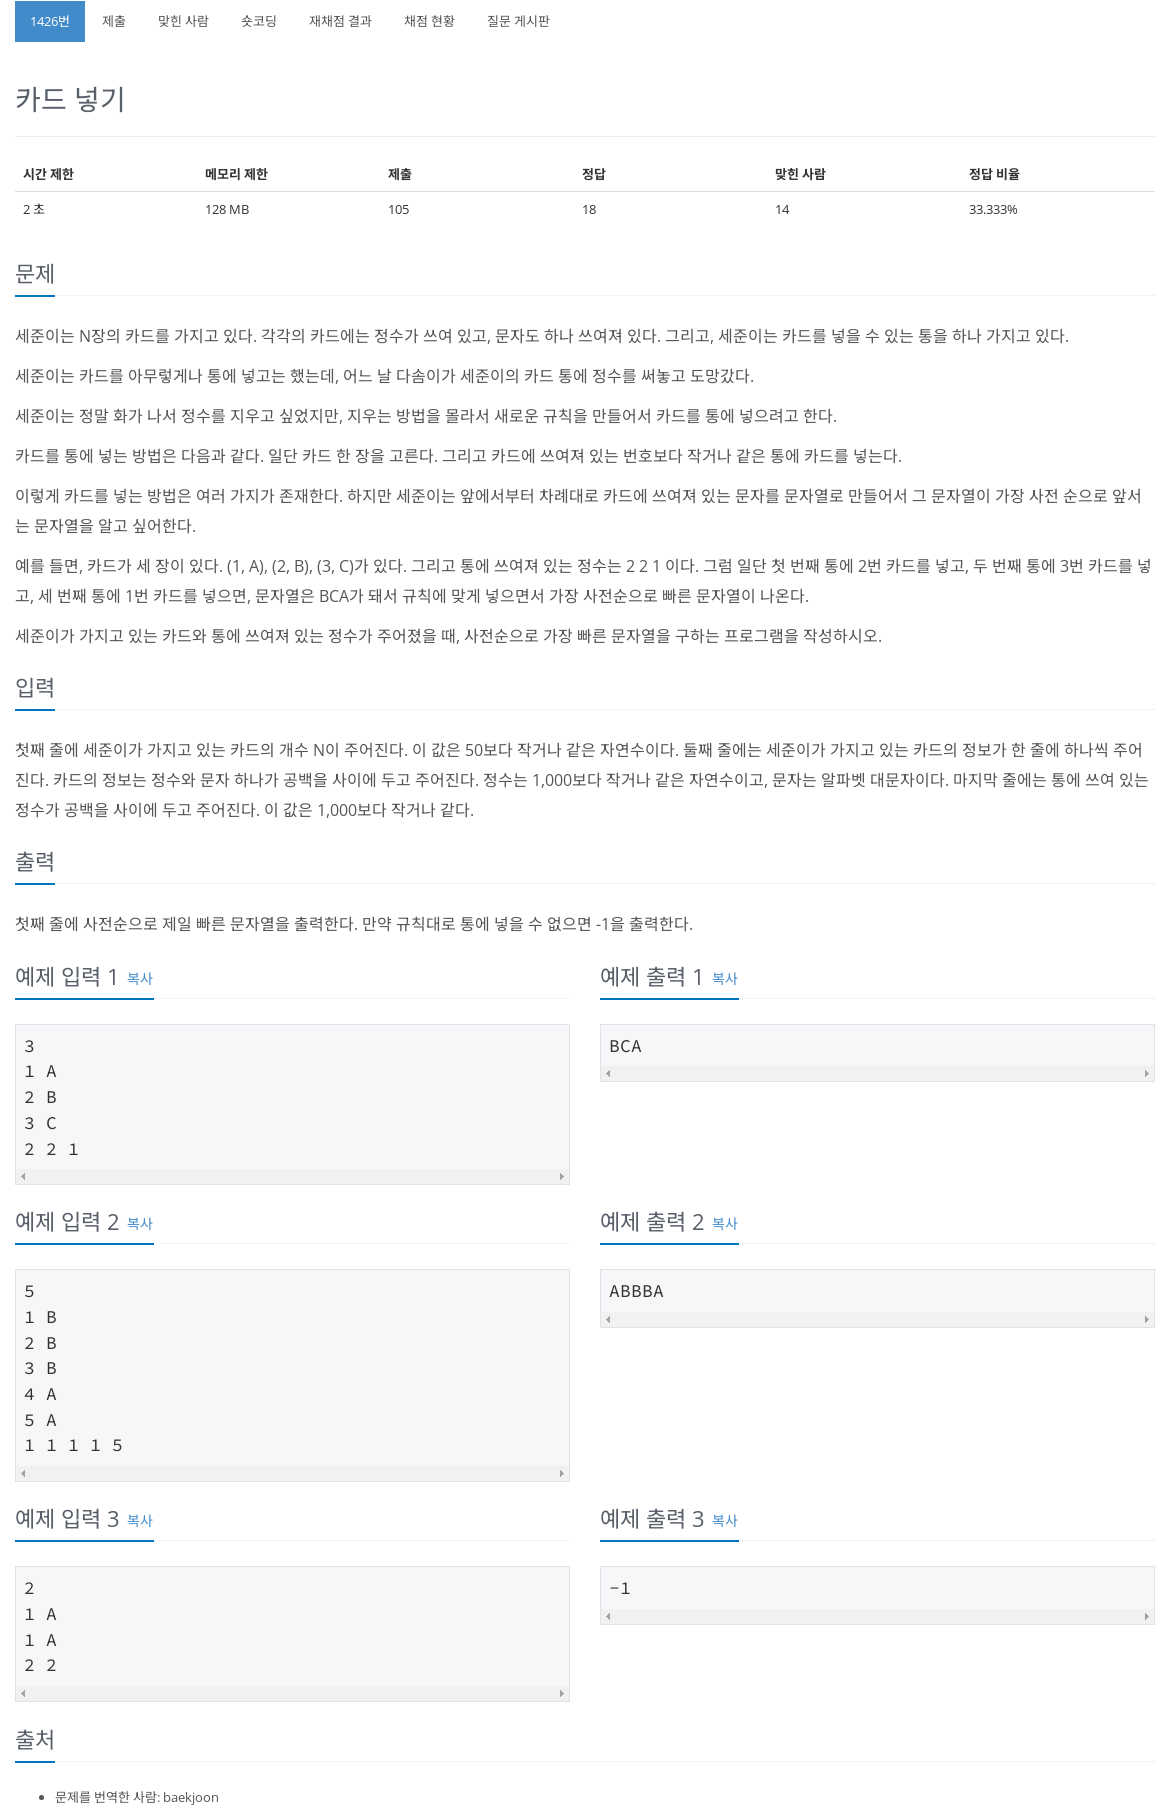 1426번 제출 맞힌 사람 숏코딩 재채점 결과 채점 현황 질문 게시판
카드 넣기
시간 제한 메모리 제한 제출 정답 맞힌 사람 정답 비율
2 초 128 MB 105 18 14 33.333%
문제
세준이는 N장의 카드를 가지고 있다. 각각의 카드에는 정수가 쓰여 있고, 문자도 하나 쓰여져 있다. 그리고, 세준이는 카드를 넣을 수 있는 통을 하나 가지고 있다.
세준이는 카드를 아무렇게나 통에 넣고는 했는데, 어느 날 다솜이가 세준이의 카드 통에 정수를 써놓고 도망갔다.
세준이는 정말 화가 나서 정수를 지우고 싶었지만, 지우는 방법을 몰라서 새로운 규칙을 만들어서 카드를 통에 넣으려고 한다.
카드를 통에 넣는 방법은 다음과 같다. 일단 카드 한 장을 고른다. 그리고 카드에 쓰여져 있는 번호보다 작거나 같은 통에 카드를 넣는다.
이렇게 카드를 넣는 방법은 여러 가지가 존재한다. 하지만 세준이는 앞에서부터 차례대로 카드에 쓰여져 있는 문자를 문자열로 만들어서 그 문자열이 가장 사전 순으로 앞서
는 문자열을 알고 싶어한다.
예를 들면, 카드가 세 장이 있다. (1, A), (2, B), (3, C)가 있다. 그리고 통에 쓰여져 있는 정수는 2 2 1 이다. 그럼 일단 첫 번째 통에 2번 카드를 넣고, 두 번째 통에 3번 카드를 넣
고, 세 번째 통에 1번 카드를 넣으면, 문자열은 BCA가 돼서 규칙에 맞게 넣으면서 가장 사전순으로 빠른 문자열이 나온다.
세준이가 가지고 있는 카드와 통에 쓰여져 있는 정수가 주어졌을 때, 사전순으로 가장 빠른 문자열을 구하는 프로그램을 작성하시오.
입력
첫째 줄에 세준이가 가지고 있는 카드의 개수 N이 주어진다. 이 값은 50보다 작거나 같은 자연수이다. 둘째 줄에는 세준이가 가지고 있는 카드의 정보가 한 줄에 하나씩 주어
진다. 카드의 정보는 정수와 문자 하나가 공백을 사이에 두고 주어진다. 정수는 1,000보다 작거나 같은 자연수이고, 문자는 알파벳 대문자이다. 마지막 줄에는 통에 쓰여 있는
정수가 공백을 사이에 두고 주어진다. 이 값은 1,000보다 작거나 같다.
출력
첫째 줄에 사전순으로 제일 빠른 문자열을 출력한다. 만약 규칙대로 통에 넣을 수 없으면 -1을 출력한다.
예제 입력 1 복사
3
1 A
2 B
3 C
2 2 1
예제 출력 1 복사
BCA
예제 입력 2 복사
5
1 B
2 B
3 B
4 A
5 A
1 1 1 1 5
예제 출력 2 복사
ABBBA
예제 입력 3 복사
2
1 A
1 A
2 2
예제 출력 3 복사
-1
출처
문제를 번역한 사람: baekjoon